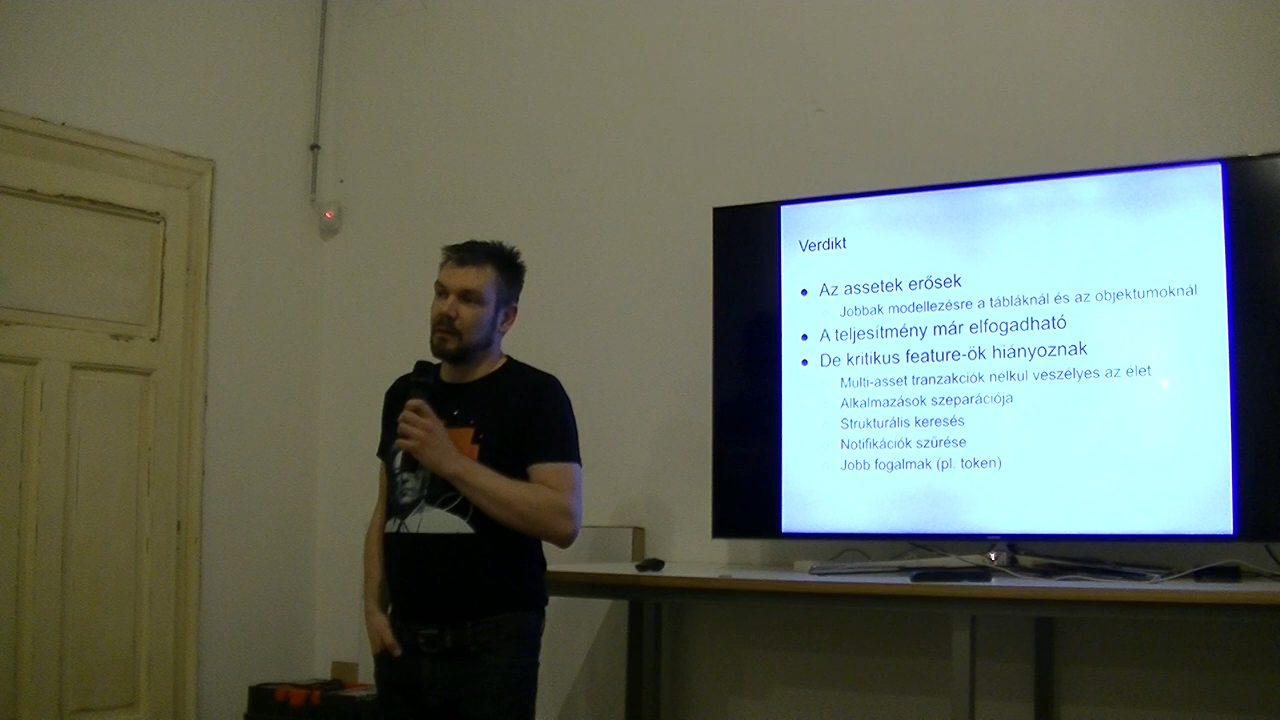 Verdikt
Az assetek erősek
Jobbak modellezésre a tábláknál és az objektumoknál
A teljesítmény már elfogadható
De kritikus feature-ök hiányoznak
Multi-asset tranzakciók nélkul veszélyes az élet
Alkalmazások szeparációja
Strukturális keresés
Notifikációk szűrése
Jobb fogalmak (pl. token)